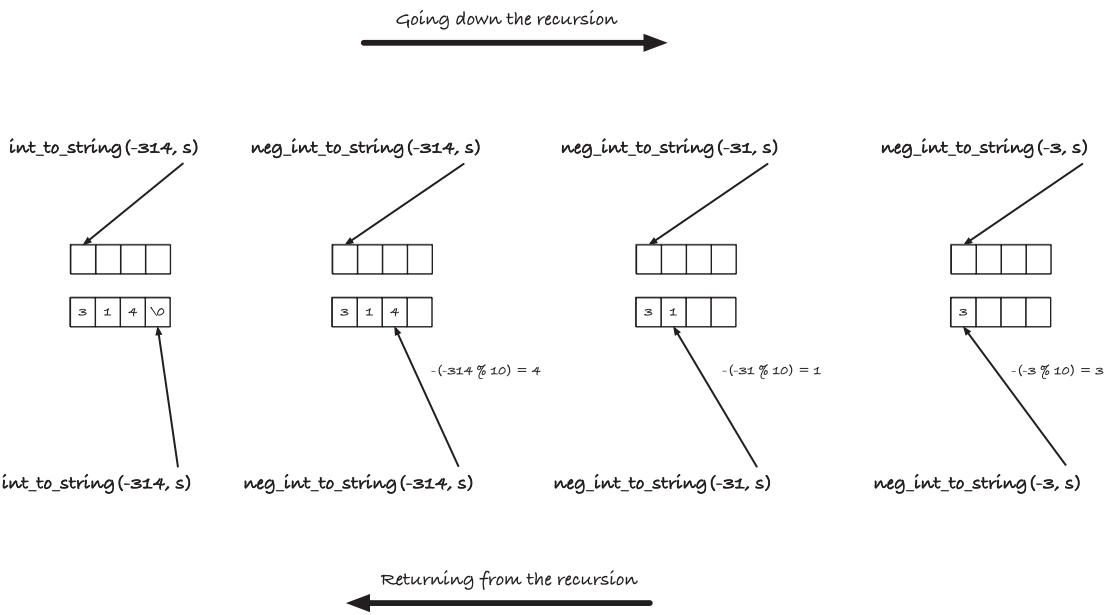 Going down the recursion
int_to_string(-314, s) neg_int_to_string(-314, s) neg_int_to_string(-31, s) neg_int_to_string(-3, s)
3 1 4 \0 3 1 4 3 1 3
-(-314 % 10) = 4 -(-31 % 10) = 1 -(-3 % 10) = 3
int_to_string(-314, s) neg_int_to_string(-314, s) neg_int_to_string(-31, s) neg_int_to_string(-3, s)
Returning from the recursion